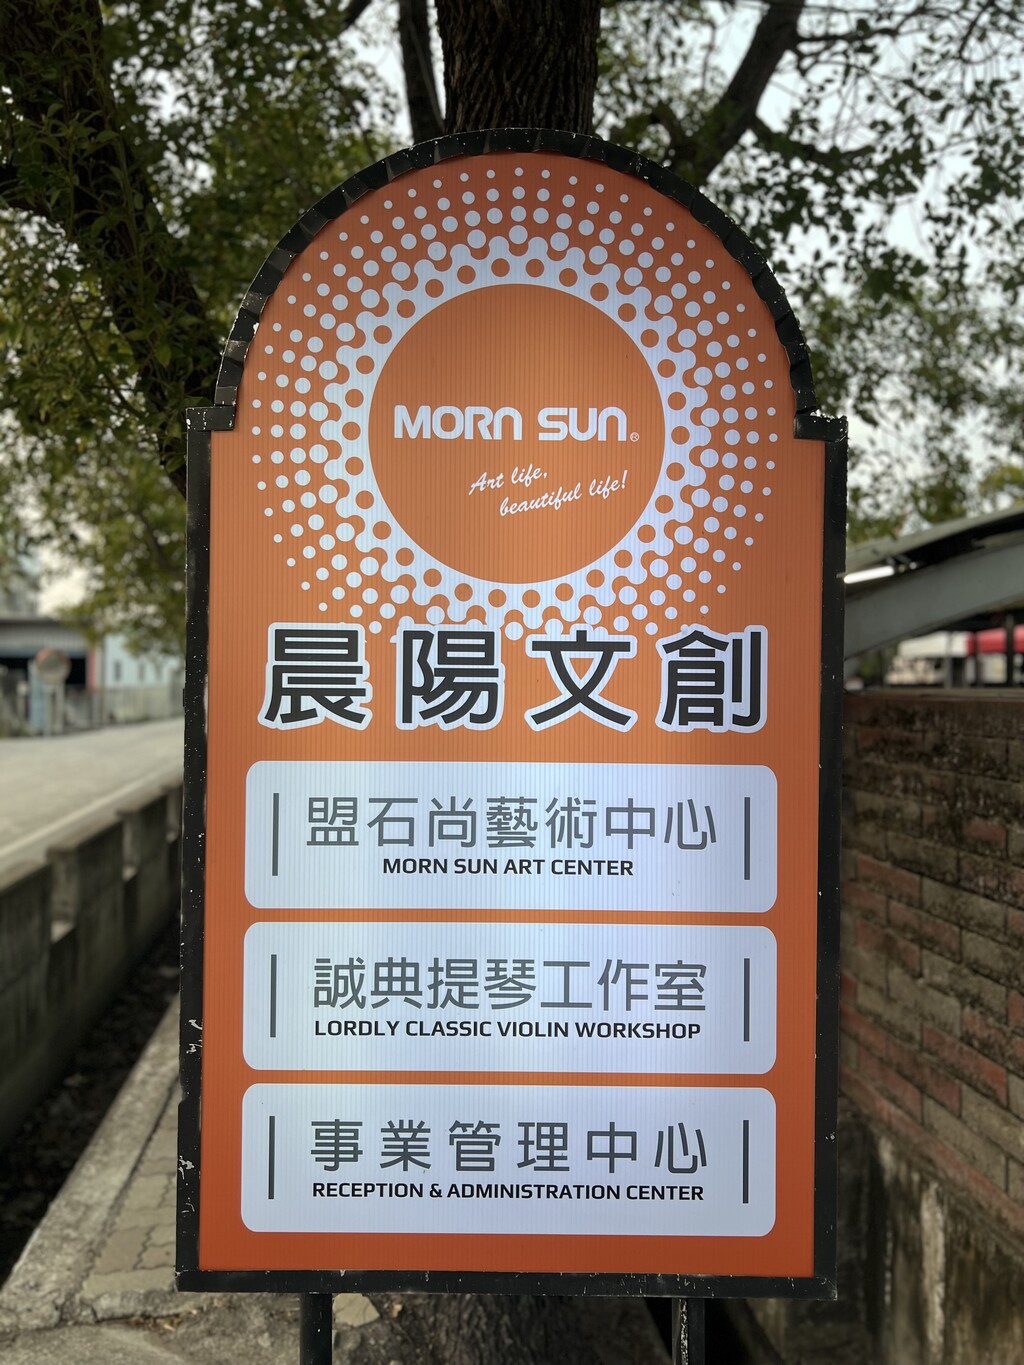 MORN SUN®
Art life,
beautiful life!
晨陽文創
盟石尚藝術中心
MORN SUN ART CENTER
誠典提琴工作室
LORDLY CLASSIC VIOLIN WORKSHOP
事業管理中心
RECEPTION & ADMINISTRATION CENTER